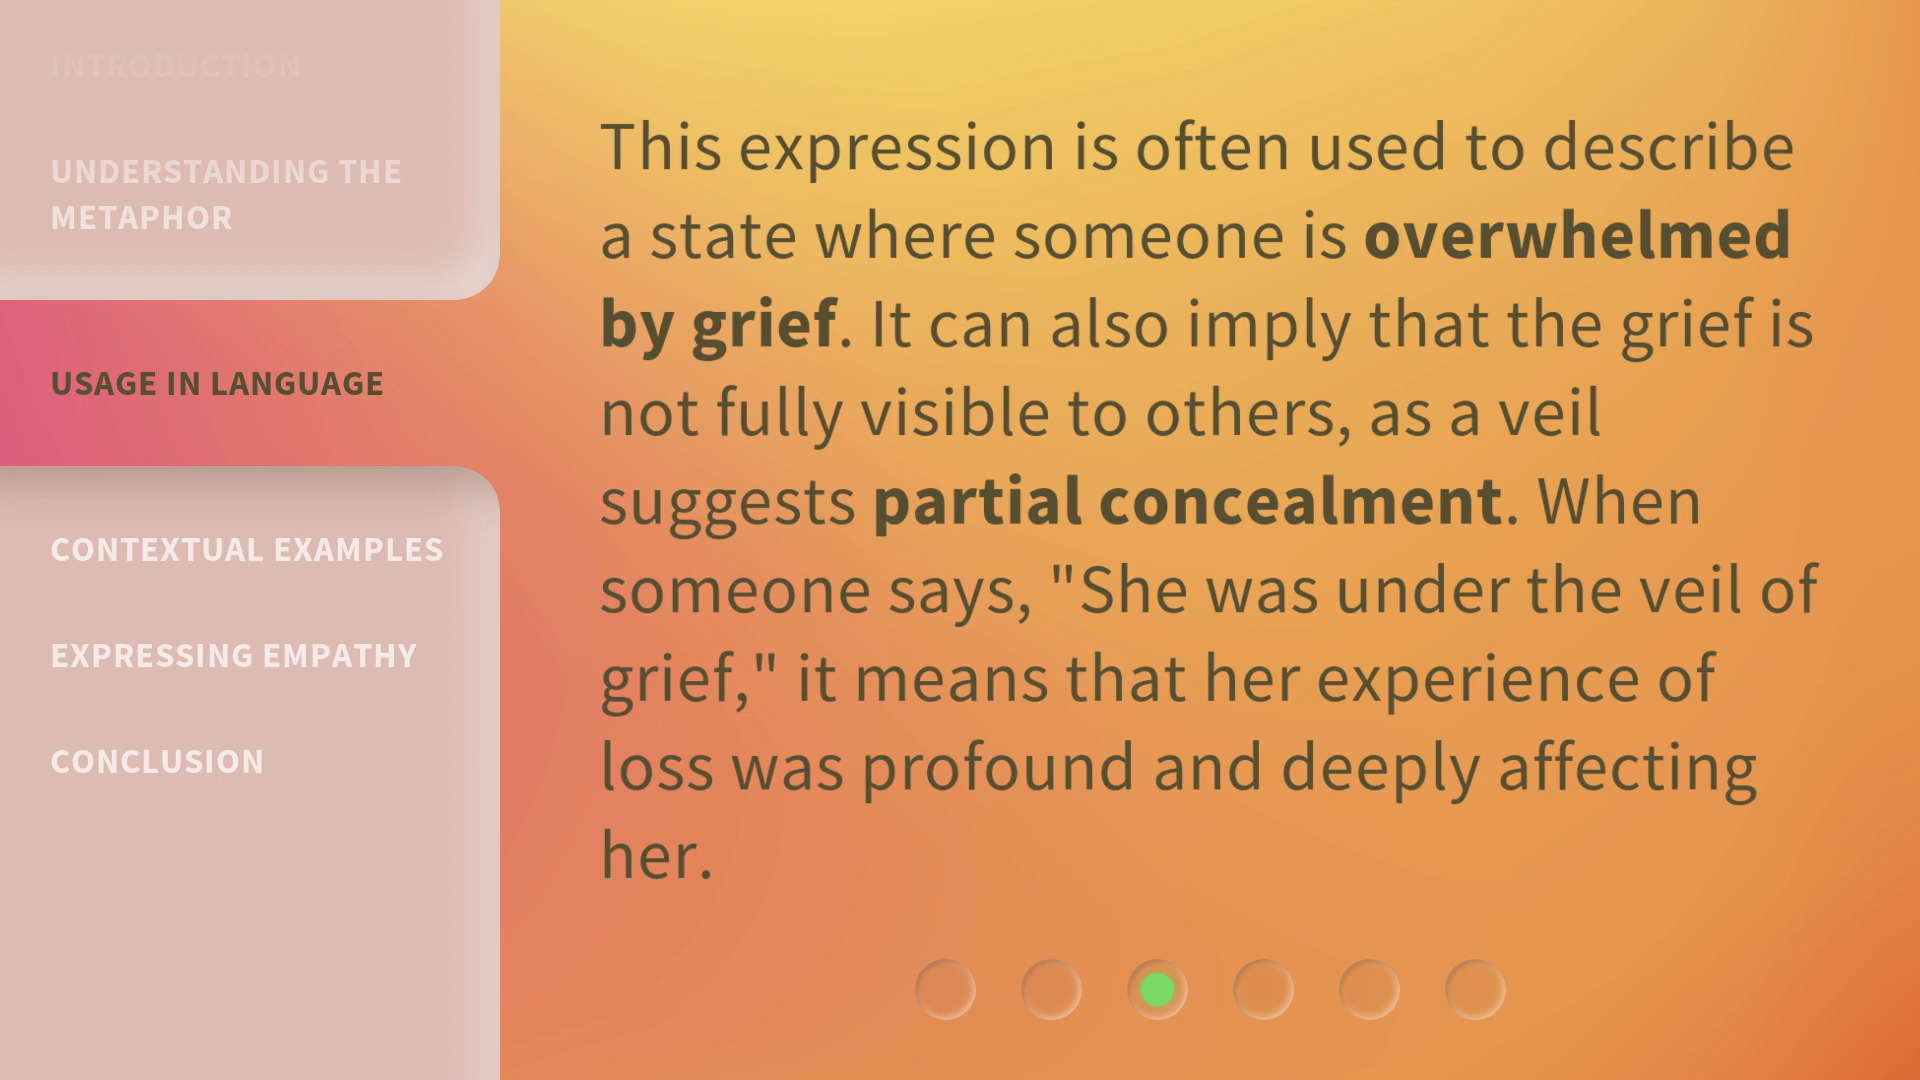 INTRODUCTION
UNDERSTANDING THE
METAPHOR
USAGE IN LANGUAGE
CONTEXTUAL EXAMPLES
EXPRESSING EMPATHY
CONCLUSION
This expression is often used to describe
a state where someone is overwhelmed
by grief. It can also imply that the grief is
not fully visible to others, as a veil
suggests partial concealment. When
someone says, "She was under the veil of
grief," it means that her experience of
loss was profound and deeply affecting
her.